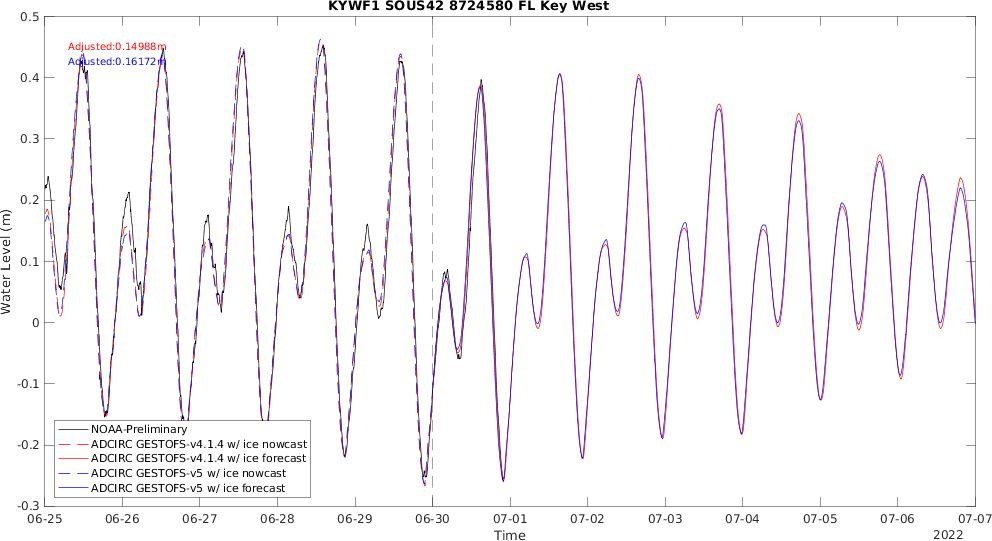 KYWF1 SOUS42 8724580 FL Key West
Adjusted:0.14988m
Adjusted:0.16172m
Water Level (m)
0.5
0.4
0.3
0.2
0.1
0
-0.1
-0.2
-0.3
NOAA-Preliminary
ADCIRC GESTOFS-v4.1.4 w/ ice nowcast
ADCIRC GESTOFS-v4.1.4 w/ ice forecast
ADCIRC GESTOFS-v5 w/ ice nowcast
ADCIRC GESTOFS-v5 w/ ice forecast
06-25 06-26 06-27 06-28 06-29 06-30 07-01 07-02 07-03 07-04 07-05 07-06 07-07
Time
2022